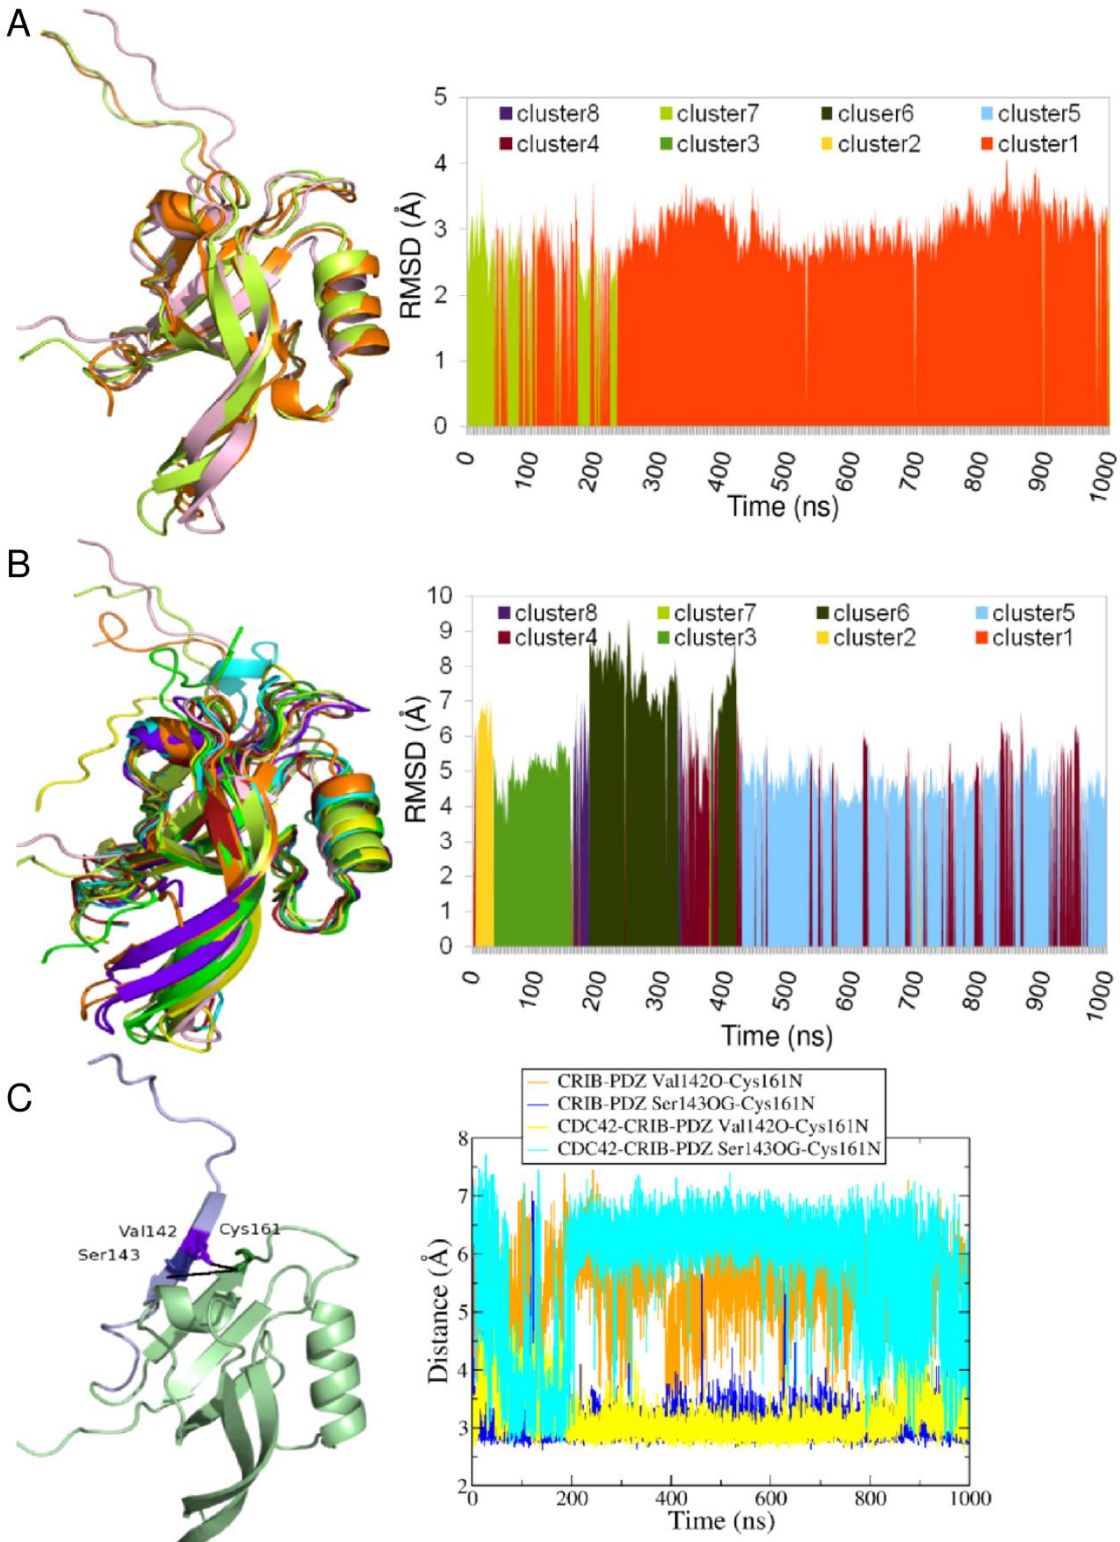 A
5
4
3
2
1
0
RMSD (Å)
cluster8 cluster7 cluser6 cluster5
cluster4 cluster3 cluster2 cluster1
0 100 200 300 400 500 600 700 800 900 1000
Time (ns)
B
10
9
8
7
6
5
4
3
2
1
0
RMSD (Å)
cluster8 cluster7 cluser6 cluster5
cluster4 cluster3 cluster2 cluster1
0 100 200 300 400 500 600 700 800 900 1000
Time (ns)
C
Val142 Cys161
Ser143
CRIB-PDZ Val142O-Cys161N
CRIB-PDZ Ser143OG-Cys161N
CDC42-CRIB-PDZ Val142O-Cys161N
CDC42-CRIB-PDZ Ser143OG-Cys161N
8
7
6
5
4
3
2
Distance (Å)
0 200 400 600 800 1000
Time (ns)